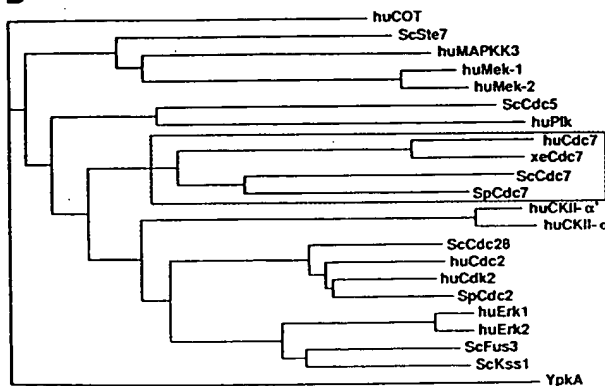 huCOT
ScSte7
huMAPKK3
huMek-1
huMek-2
ScCdc5
huPlk
huCdc7
xeCdc7
ScCdc7
SpCdc7
huCKII-α'
huCKII-α
ScCdc28
huCdc2
huCdk2
SpCdc2
huErk1
huErk2
ScFus3
ScKss1
YpkA